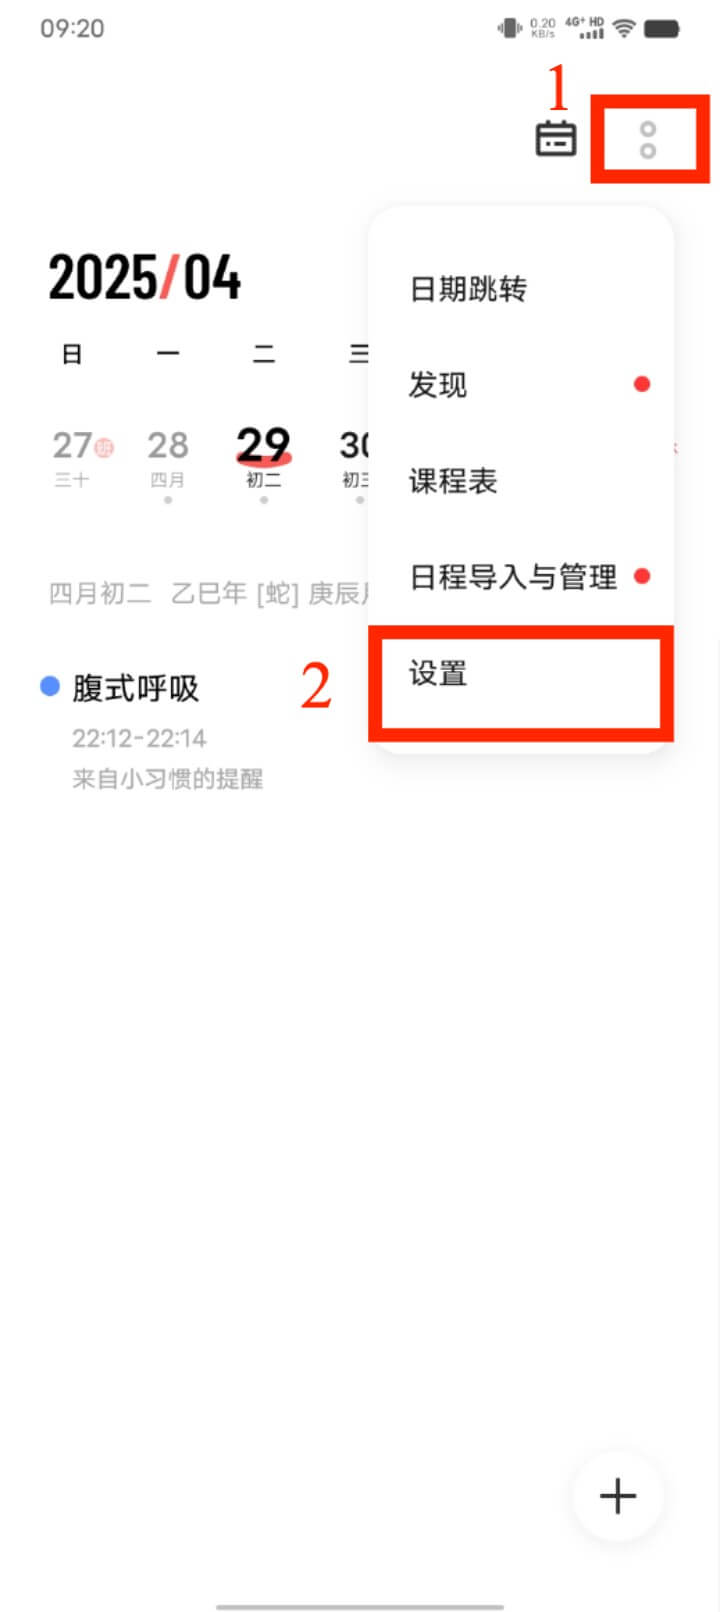 09:20
0.20 KB/s 4G+ HD
1
2025/04
日 一 二 三
27 班 28 29 30
三十 四月 初二 初三
四月初二 乙巳年 [蛇] 庚辰
腹式呼吸
22:12-22:14
来自小习惯的提醒
日期跳转
发现
课程表
日程导入与管理
2
设置